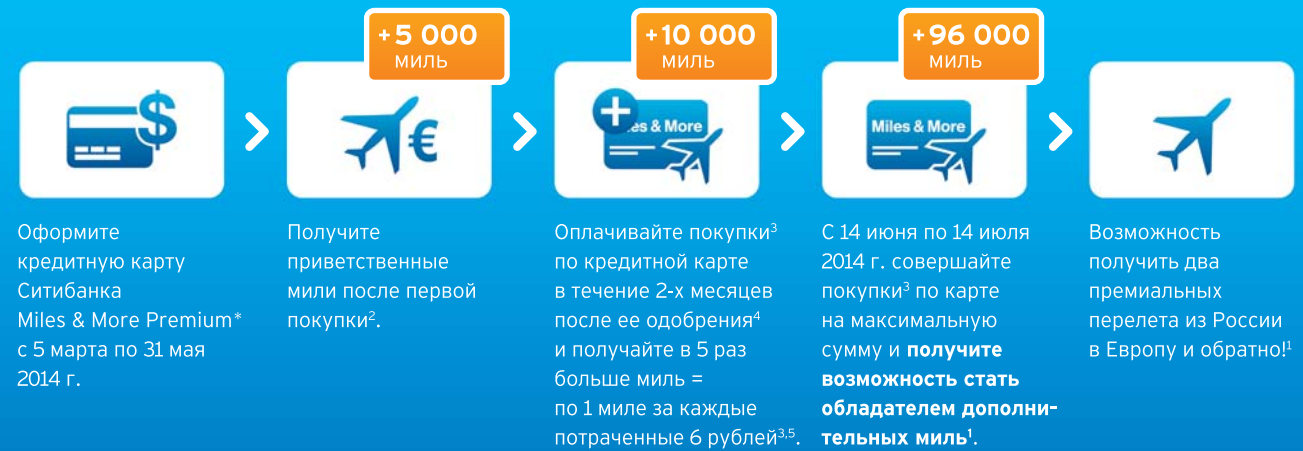 +5 000
миль
+10 000
миль
+96 000
миль
$
€
es & More
Miles & More
Оформите
кредитную карту
Ситибанка
Miles & More Premium*
с 5 марта по 31 мая
2014 г.
Получите
приветственные
мили после первой
покупки².
Оплачивайте покупки³
по кредитной карте
в течение 2-х месяцев
после ее одобрения⁴
и получайте в 5 раз
больше миль =
по 1 миле за каждые
потраченные 6 рублей³,⁵.
С 14 июня по 14 июля
2014 г. совершайте
покупки³ по карте
на максимальную
сумму и получите
возможность стать
обладателем дополни-
тельных миль¹.
Возможность
получить два
премиальных
перелета из России
в Европу и обратно!¹